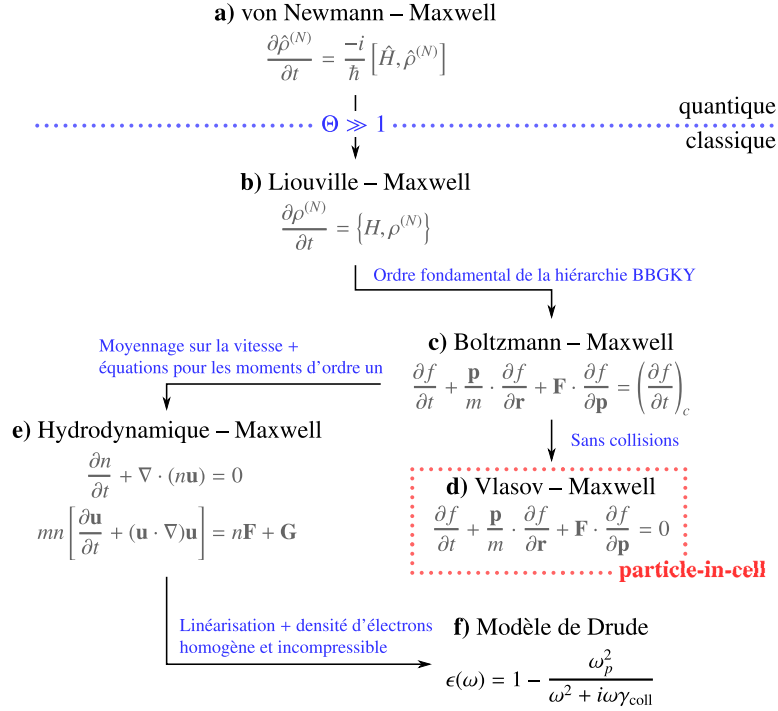 a) von Newmann – Maxwell
∂ρ̂^(N)/∂t = −i/ħ [Ĥ, ρ̂^(N)]
quantique
Θ ≫ 1
classique
b) Liouville – Maxwell
∂ρ^(N)/∂t = {H, ρ^(N)}
Ordre fondamental de la hiérarchie BBGKY
c) Boltzmann – Maxwell
∂f/∂t + p/m · ∂f/∂r + F · ∂f/∂p = (∂f/∂t)_c
Moyennage sur la vitesse +
équations pour les moments d'ordre un
e) Hydrodynamique – Maxwell
∂n/∂t + ∇ · (nu) = 0
mn[∂u/∂t + (u · ∇)u] = nF + G
Sans collisions
d) Vlasov – Maxwell
∂f/∂t + p/m · ∂f/∂r + F · ∂f/∂p = 0
particle-in-cell
Linéarisation + densité d'électrons
homogène et incompressible
f) Modèle de Drude
ϵ(ω) = 1 − ω_p^2/(ω^2 + iωγ_coll)